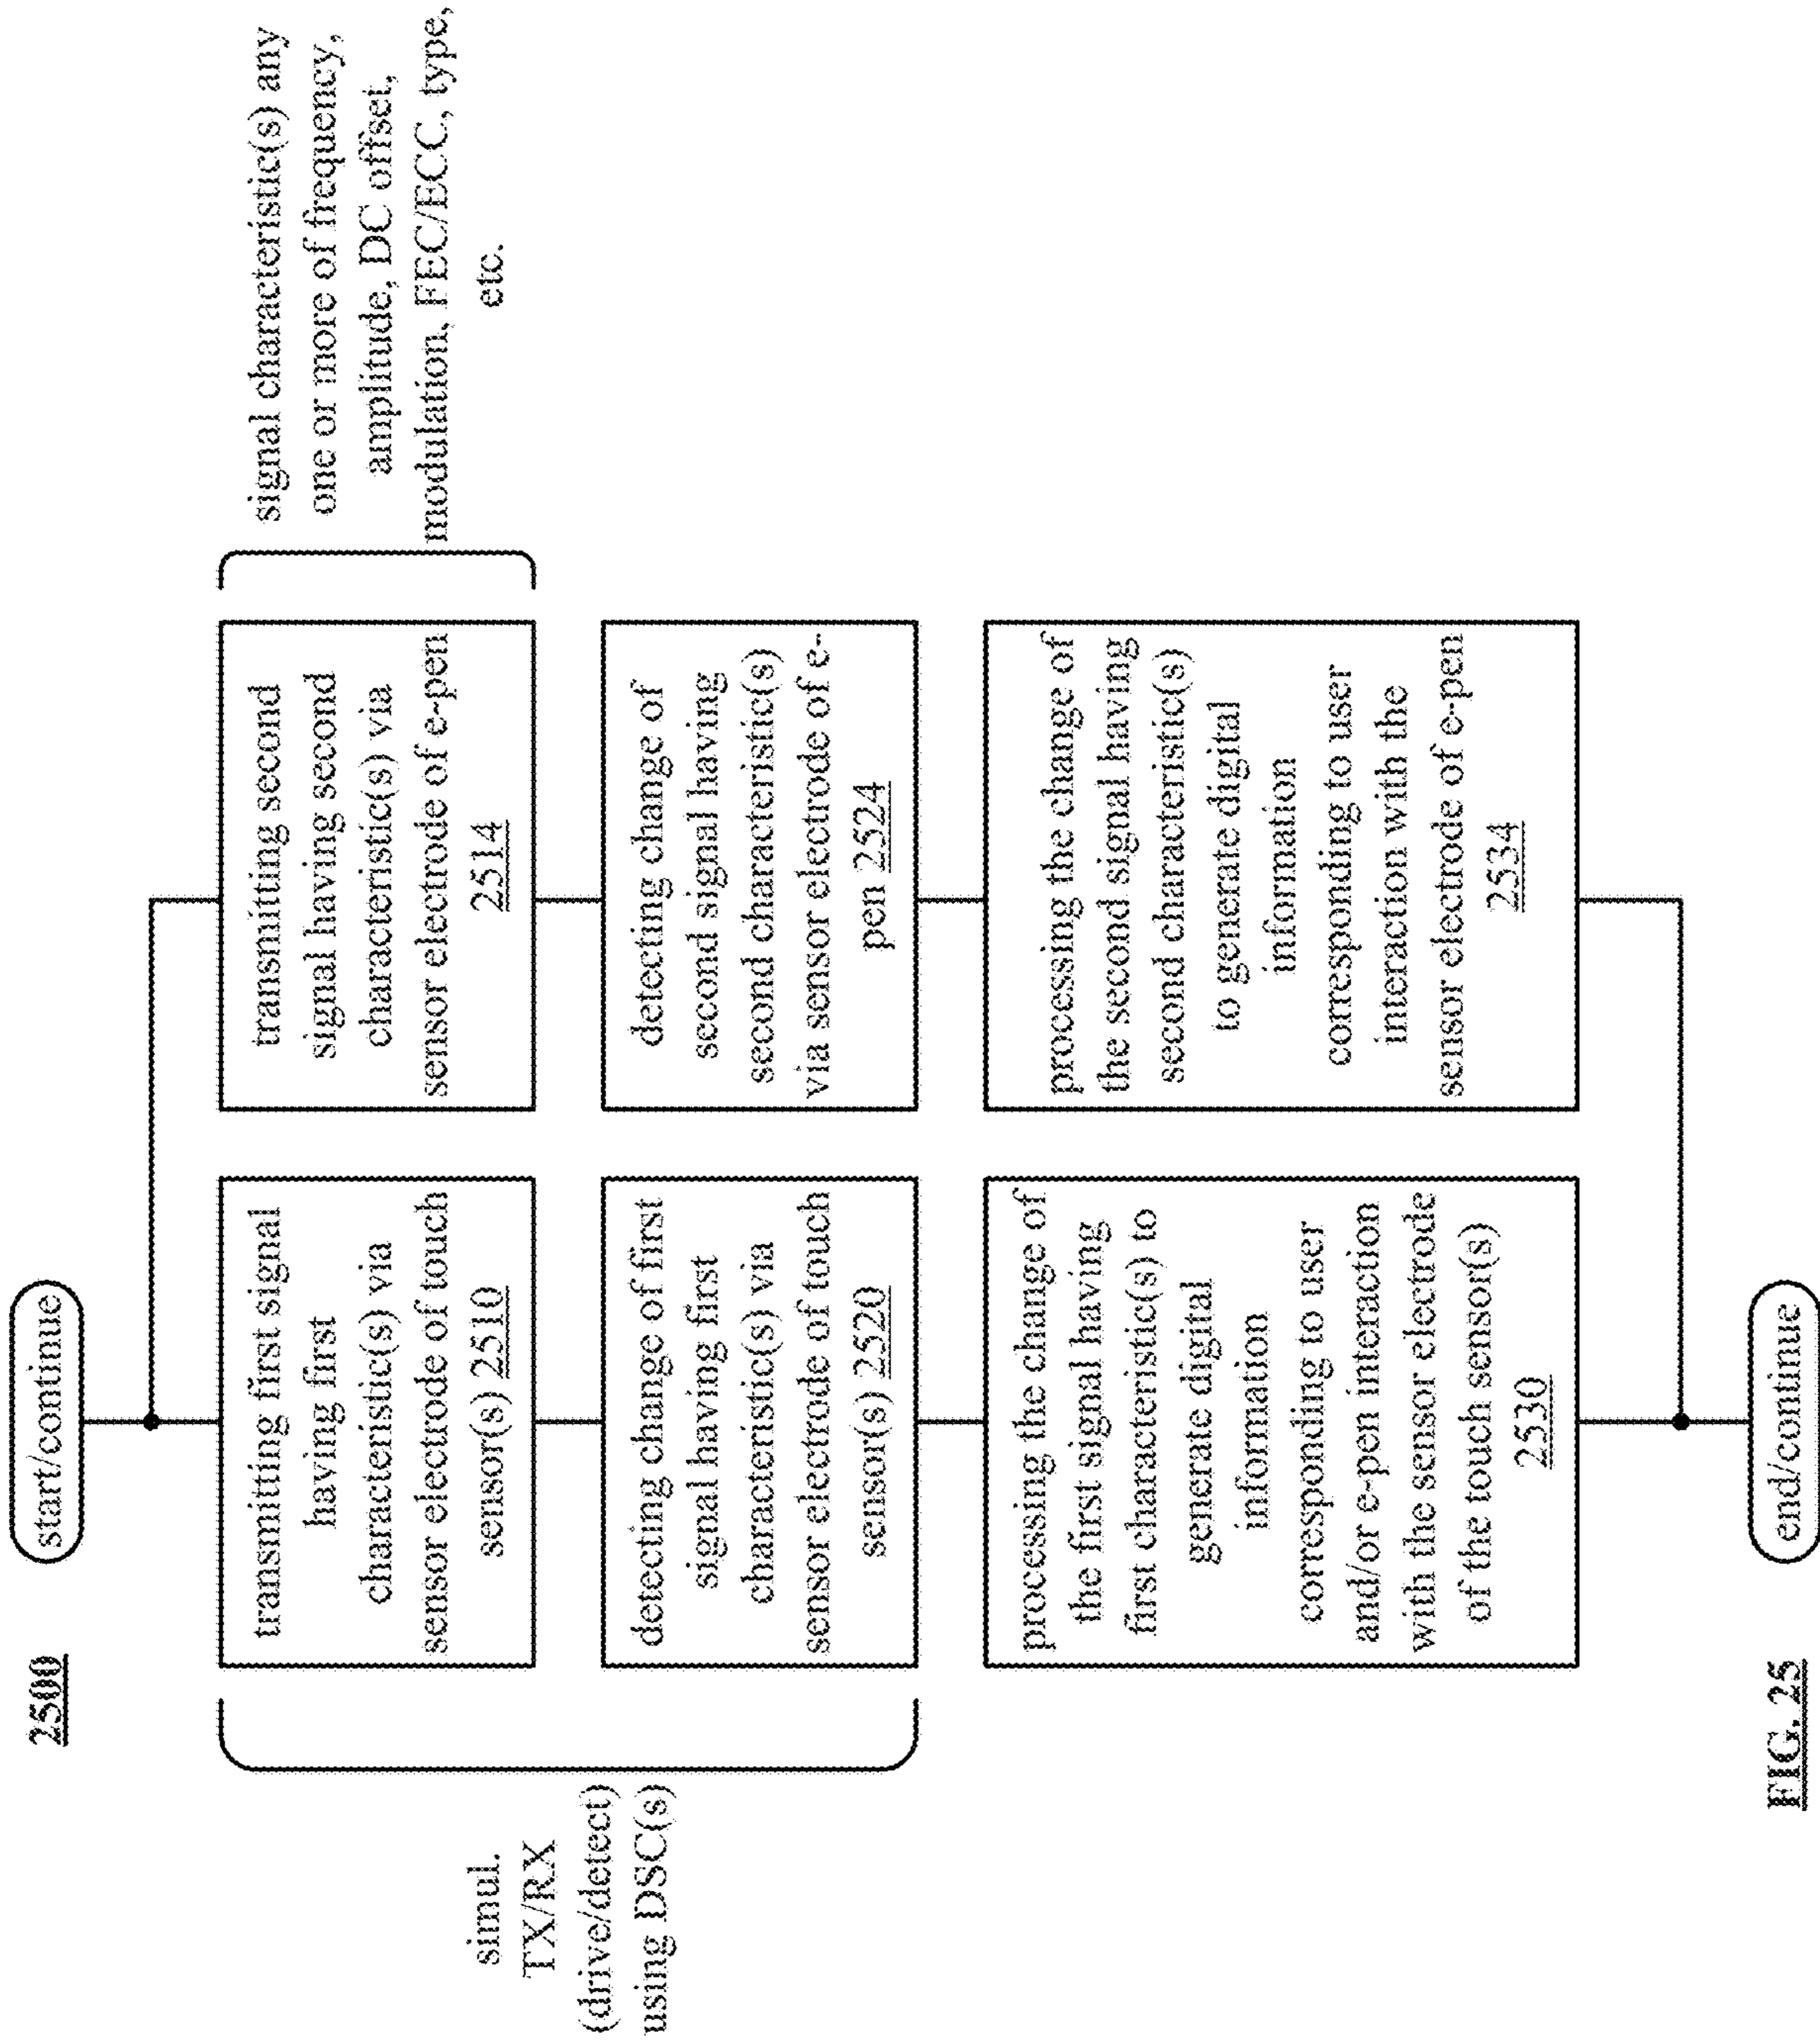 2500
start/continue
simul.
TX/RX
(drive/detect)
using DSC(s)
transmitting first signal
having first
characteristic(s) via
sensor electrode of touch
sensor(s) 2510
detecting change of first
signal having first
characteristic(s) via
sensor electrode of touch
sensor(s) 2520
processing the change of
the first signal having
first characteristic(s) to
generate digital
information
corresponding to user
and/or e-pen interaction
with the sensor electrode
of the touch sensor(s)
2530
transmitting second
signal having second
characteristic(s) via
sensor electrode of e-pen
2514
detecting change of
second signal having
second characteristic(s)
via sensor electrode of e-
pen 2524
processing the change of
the second signal having
second characteristic(s)
to generate digital
information
corresponding to user
interaction with the
sensor electrode of e-pen
2534
signal characteristic(s) any
one or more of frequency,
amplitude, DC offset,
modulation, FEC/ECC, type,
etc.
FIG. 25
end/continue